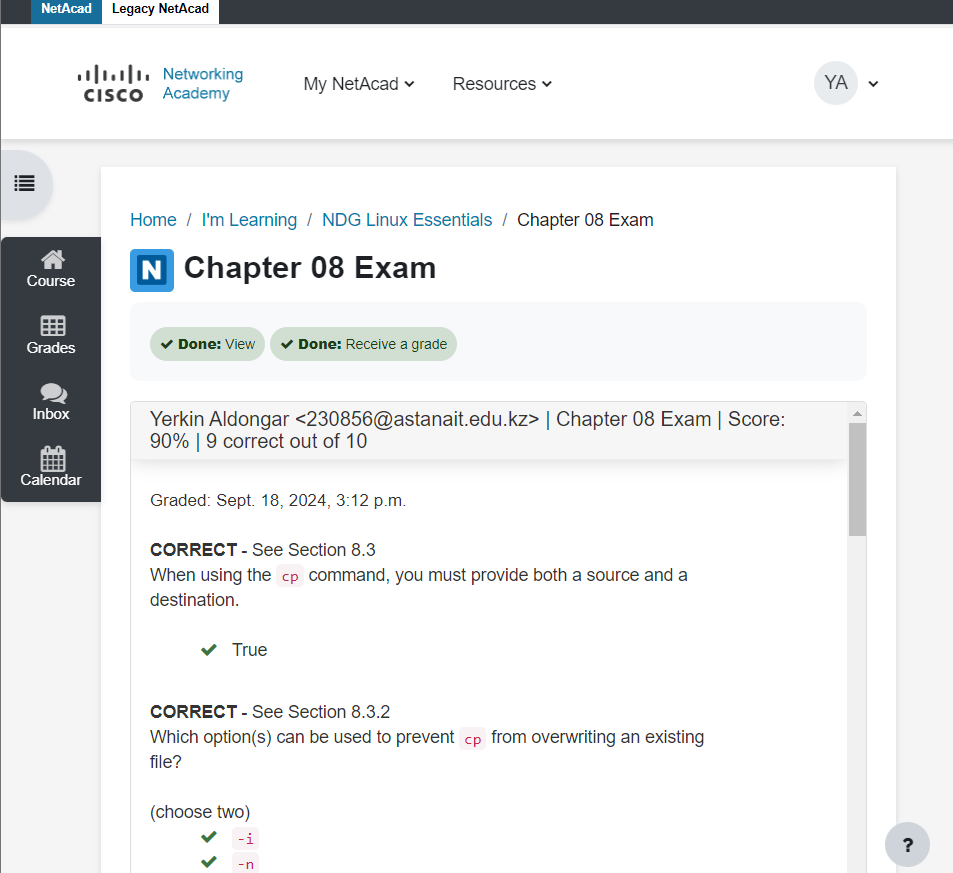 NetAcad Legacy NetAcad
CISCO Networking Academy
My NetAcad Resources YA
Home / I'm Learning / NDG Linux Essentials / Chapter 08 Exam
N Chapter 08 Exam
Course
Grades
Inbox
Calendar
Done: View Done: Receive a grade
Yerkin Aldongar <230856@astanait.edu.kz> | Chapter 08 Exam | Score:
90% | 9 correct out of 10
Graded: Sept. 18, 2024, 3:12 p.m.
CORRECT - See Section 8.3
When using the cp command, you must provide both a source and a
destination.
True
CORRECT - See Section 8.3.2
Which option(s) can be used to prevent cp from overwriting an existing
file?
(choose two)
-i
-n
?